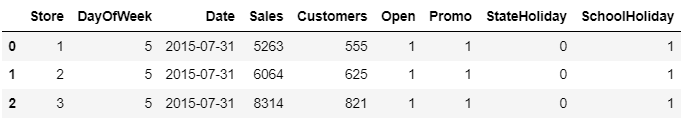 Store DayOfWeek Date Sales Customers Open Promo StateHoliday SchoolHoliday
0 1 5 2015-07-31 5263 555 1 1 0 1
1 2 5 2015-07-31 6064 625 1 1 0 1
2 3 5 2015-07-31 8314 821 1 1 0 1